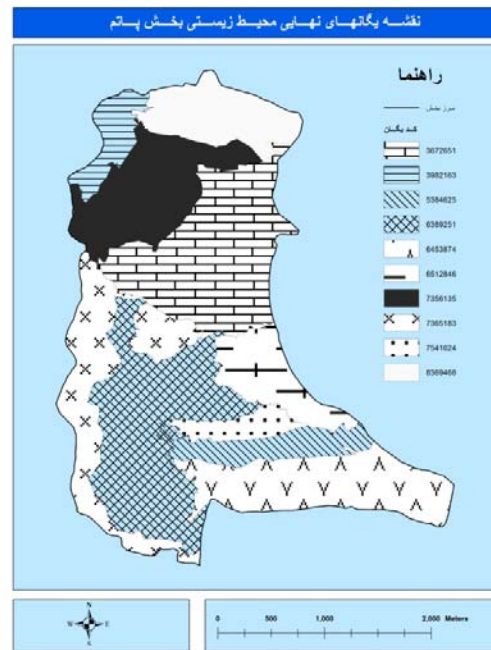 نقشه یگانهای نهایی محیط زیستی بخش پاتم
راهنما
مرز بخش
کد یگان
3672651
3982163
5384625
6389251
6453874
6512846
7356135
7365183
7541624
8369468
N
W E
S
0 500 1,000 2,000 Meters